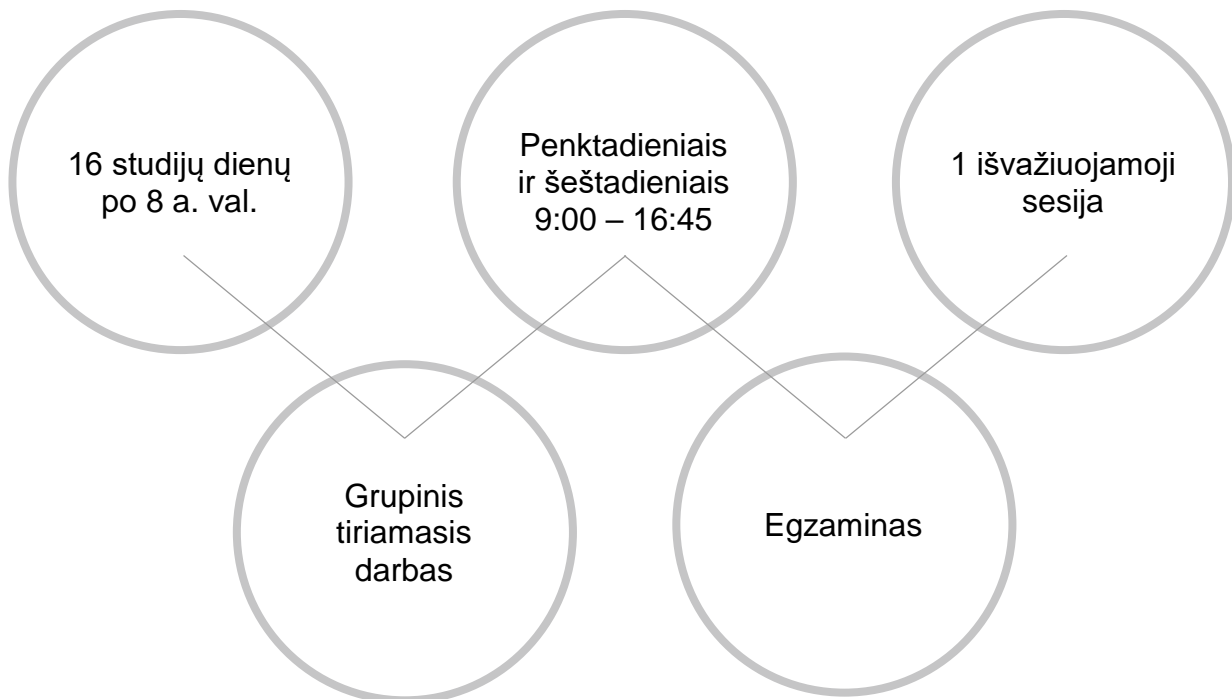 16 studijų dienų
po 8 a. val.
Penktadieniais
ir šeštadieniais
9:00 – 16:45
1 išvažiuojamoji
sesija
Grupinis
tiriamasis
darbas
Egzaminas